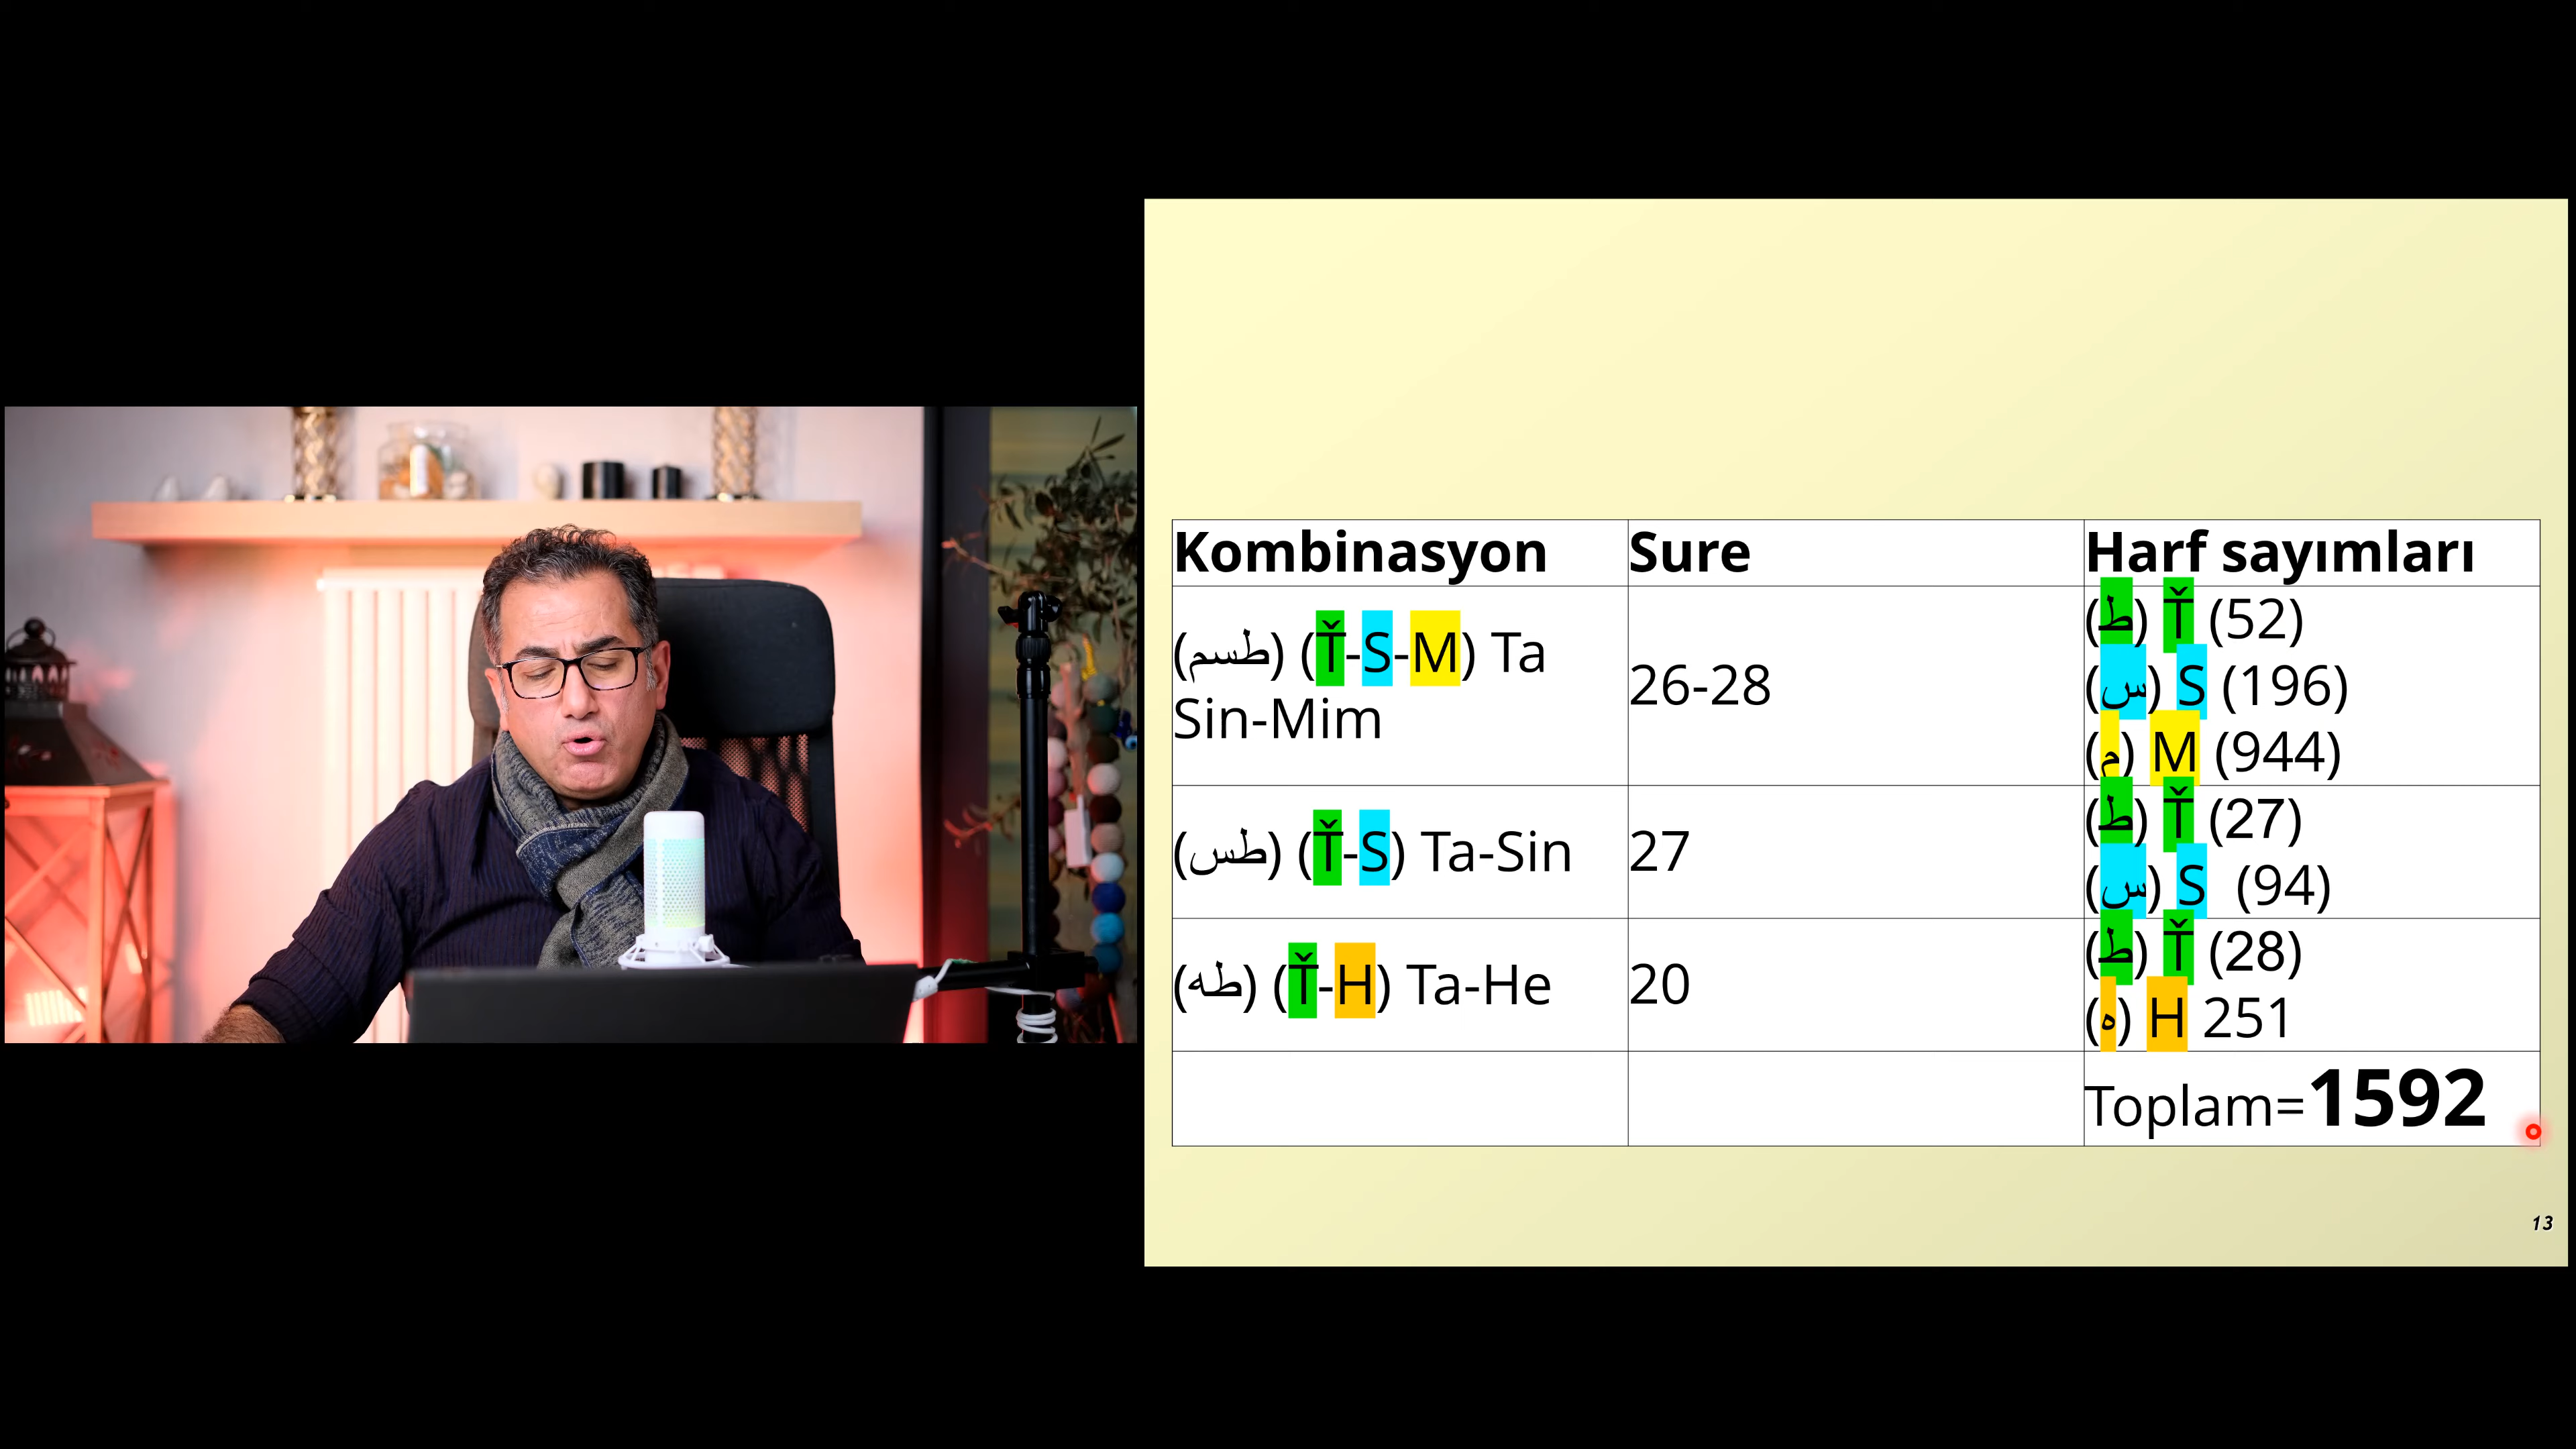 Kombinasyon Sure Harf sayımları
(طسم) (Ť-S-M) Ta
Sin-Mim
26-28
(ط) Ť (52)
(س) S (196)
(م) M (944)
(طس) (Ť-S) Ta-Sin
27
(ط) Ť (27)
(س) S (94)
(طه) (Ť-H) Ta-He
20
(ط) Ť (28)
(ه) H 251
Toplam=1592
13